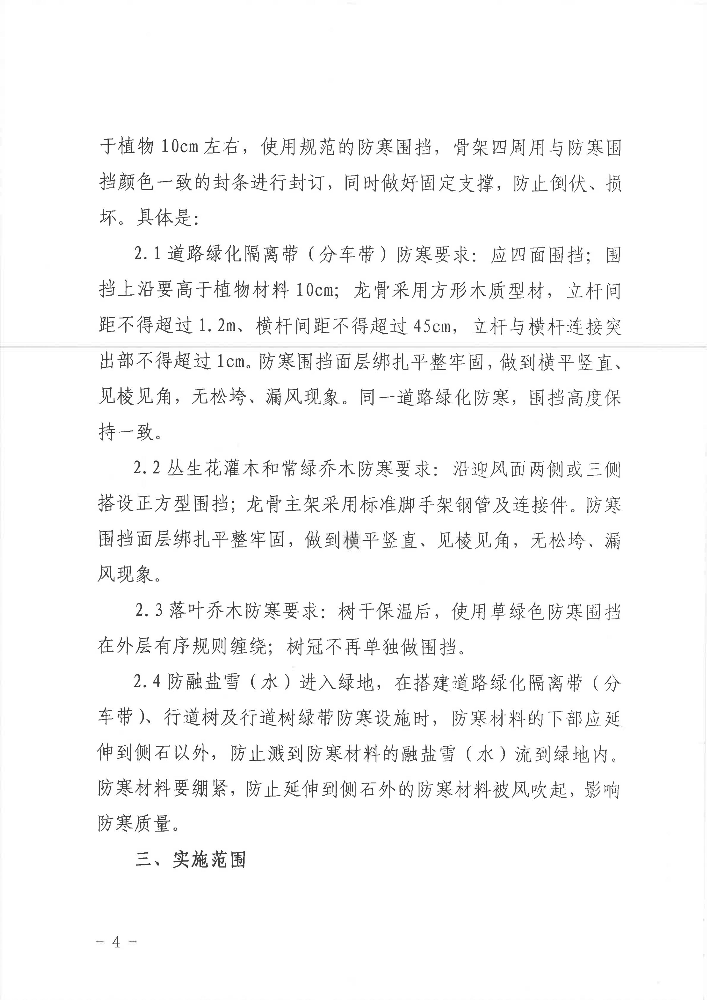 于植物10cm左右，使用规范的防寒围挡，骨架四周用与防寒围
挡颜色一致的封条进行封订，同时做好固定支撑，防止倒伏、损
坏。具体是：
2.1道路绿化隔离带（分车带）防寒要求：应四面围挡；围
挡上沿要高于植物材料10cm；龙骨采用方形木质型材，立杆间
距不得超过1.2m、横杆间距不得超过45cm，立杆与横杆连接突
出部不得超过1cm。防寒围挡面层绑扎平整牢固，做到横平竖直、
见棱见角，无松垮、漏风现象。同一道路绿化防寒，围挡高度保
持一致。
2.2丛生花灌木和常绿乔木防寒要求：沿迎风面两侧或三侧
搭设正方型围挡；龙骨主架采用标准脚手架钢管及连接件。防寒
围挡面层绑扎平整牢固，做到横平竖直、见棱见角，无松垮、漏
风现象。
2.3落叶乔木防寒要求：树干保温后，使用草绿色防寒围挡
在外层有序规则缠绕；树冠不再单独做围挡。
2.4防融盐雪（水）进入绿地，在搭建道路绿化隔离带（分
车带）、行道树及行道树绿带防寒设施时，防寒材料的下部应延
伸到侧石以外，防止溅到防寒材料的融盐雪（水）流到绿地内。
防寒材料要绷紧，防止延伸到侧石外的防寒材料被风吹起，影响
防寒质量。
三、实施范围
- 4 -